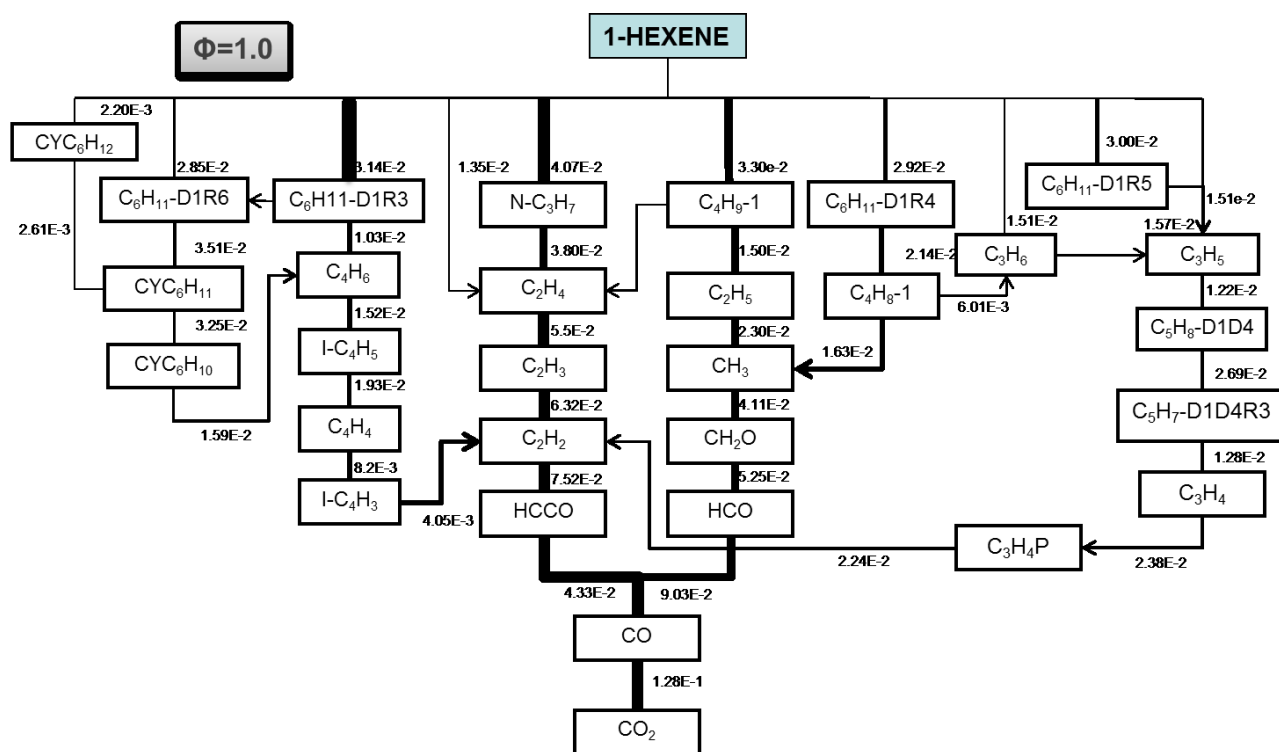 1-HEXENE
Φ=1.0
2.20E-3
CYC₆H₁₂
2.85E-2
3.14E-2
1.35E-2
4.07E-2
3.30e-2
2.92E-2
3.00E-2
C₆H₁₁-D1R6
C₆H11-D1R3
N-C₃H₇
C₄H₉-1
C₆H₁₁-D1R4
C₆H₁₁-D1R5
1.51E-2
1.51e-2
2.61E-3
3.51E-2
1.03E-2
3.80E-2
1.50E-2
2.14E-2
C₃H₆
1.57E-2
C₃H₅
CYC₆H₁₁
C₄H₆
C₂H₄
C₂H₅
C₄H₈-1
6.01E-3
1.22E-2
3.25E-2
1.52E-2
5.5E-2
2.30E-2
C₅H₈-D1D4
CYC₆H₁₀
I-C₄H₅
C₂H₃
CH₃
1.63E-2
2.69E-2
1.93E-2
6.32E-2
4.11E-2
C₅H₇-D1D4R3
1.59E-2
C₄H₄
C₂H₂
CH₂O
1.28E-2
8.2E-3
7.52E-2
5.25E-2
C₃H₄
I-C₄H₃
4.05E-3
HCCO
HCO
C₃H₄P
2.24E-2
2.38E-2
4.33E-2
9.03E-2
CO
1.28E-1
CO₂